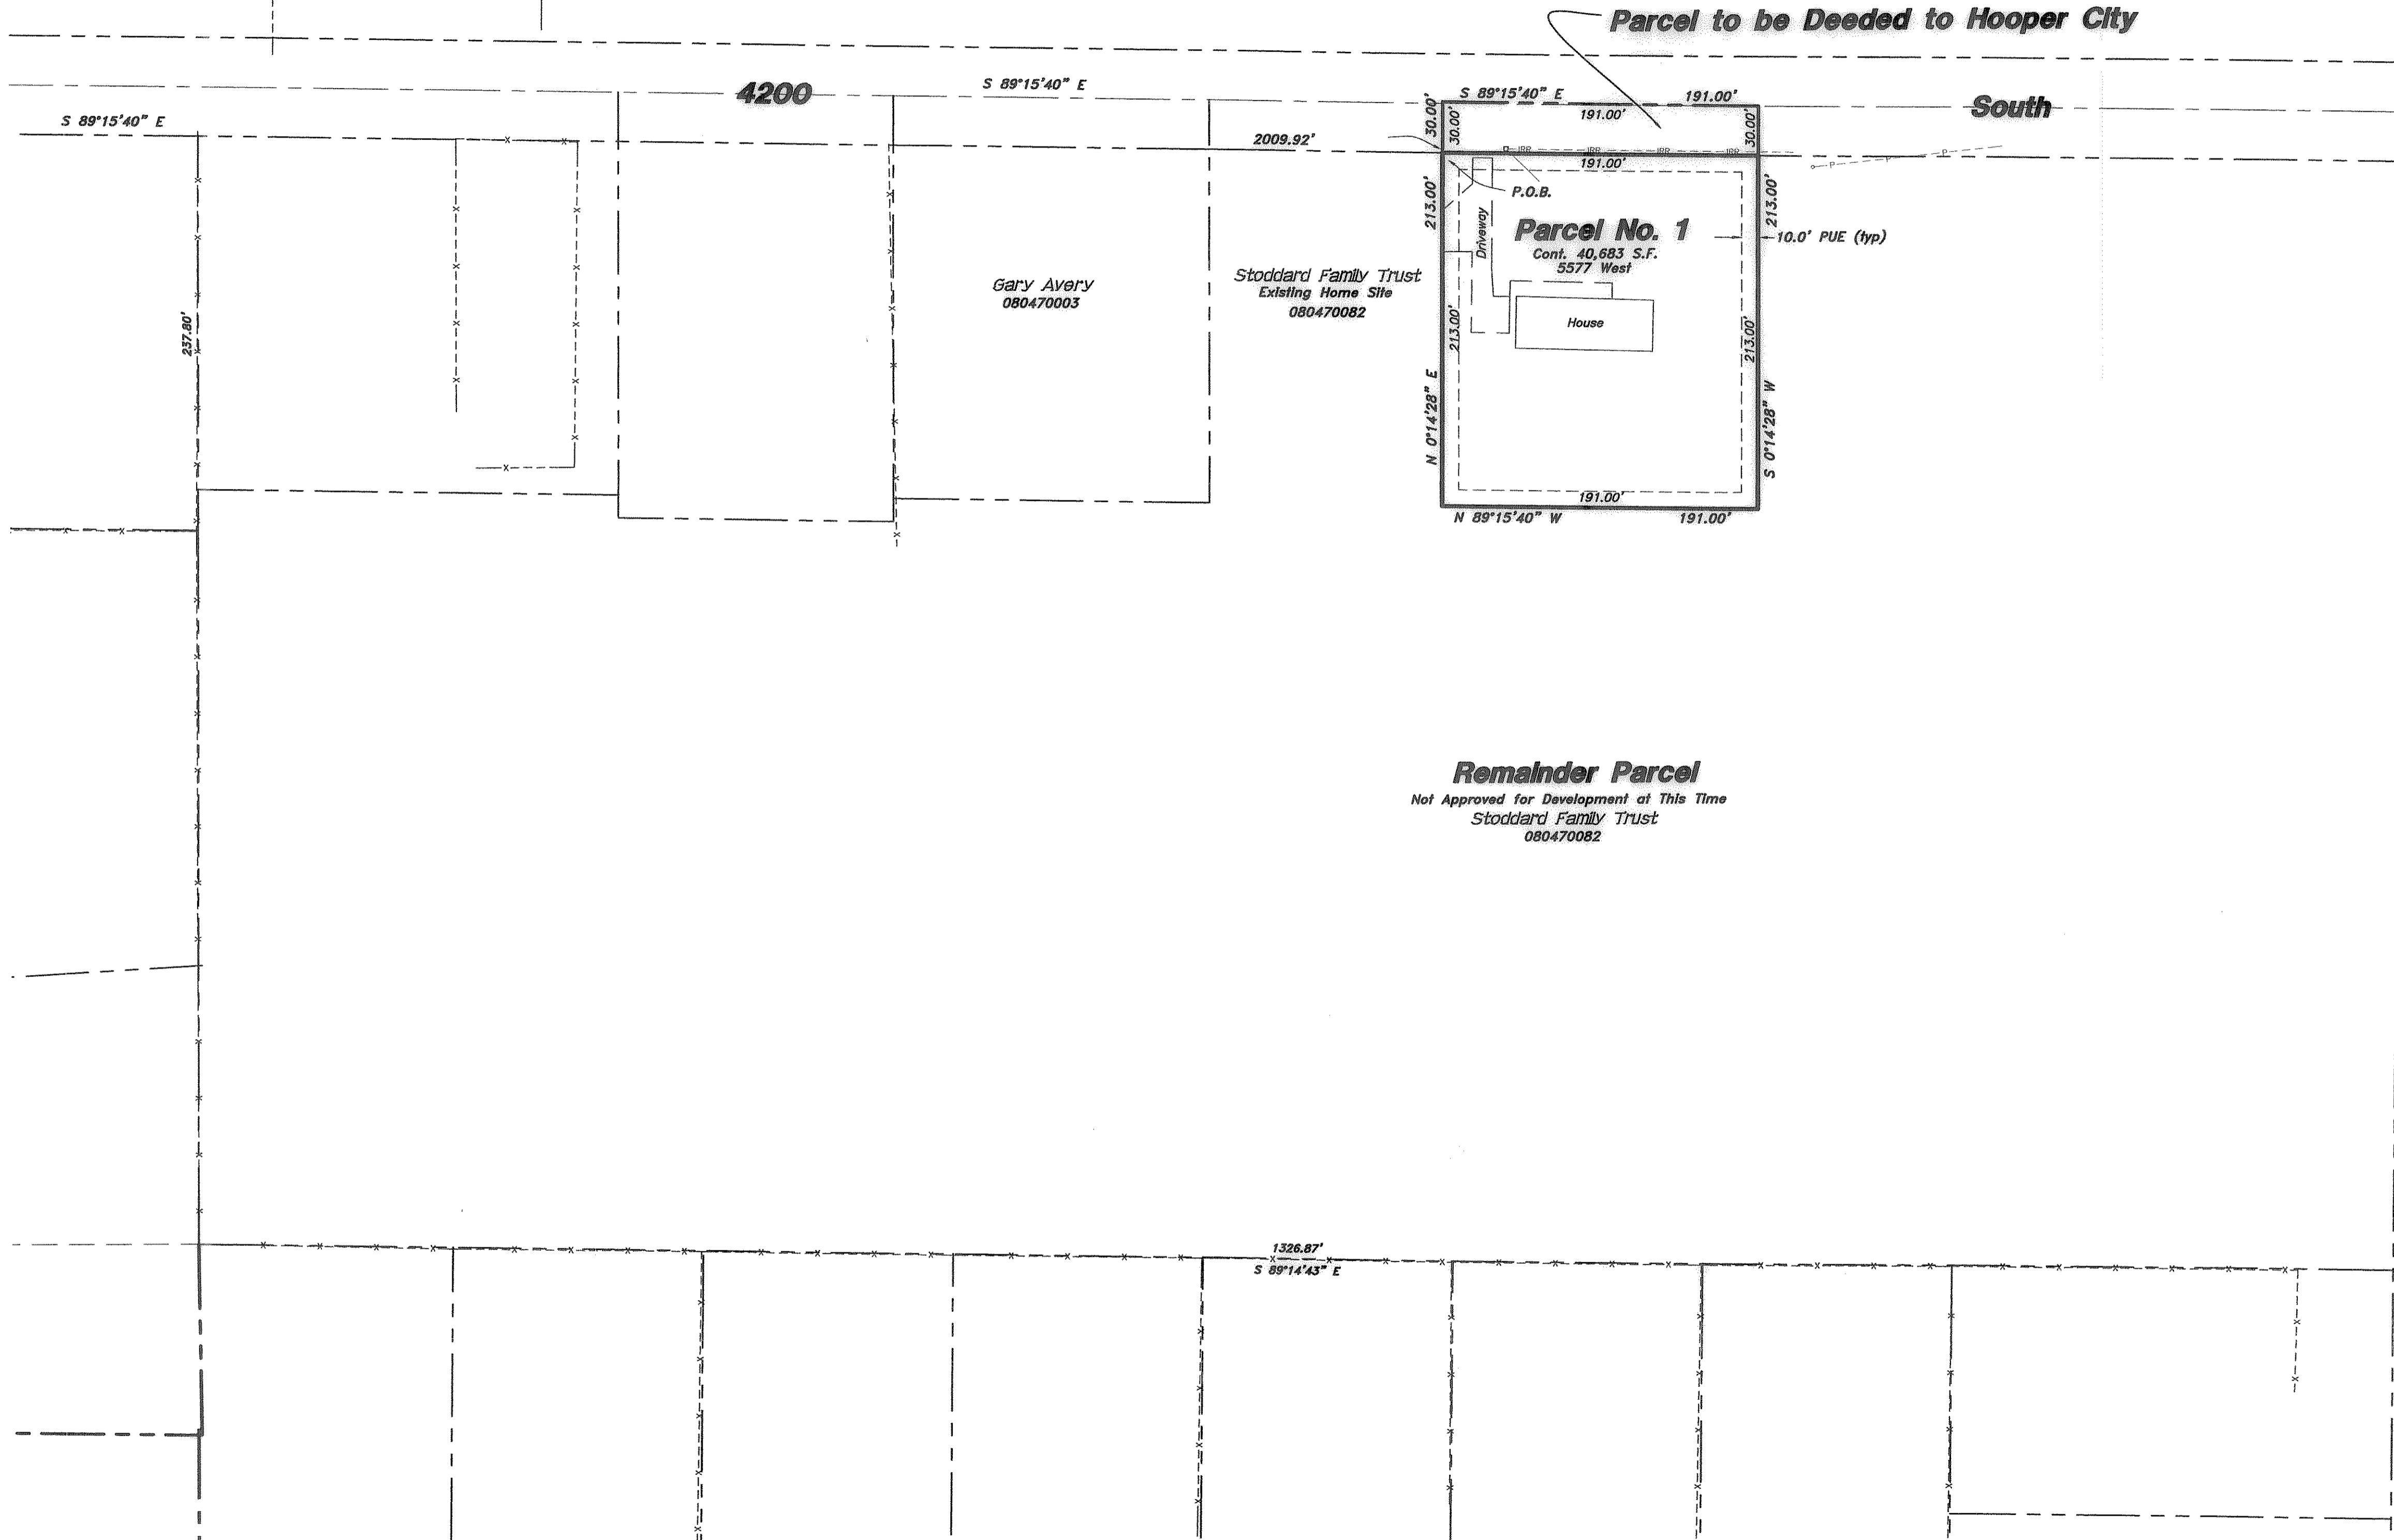 Parcel to be Deeded to Hooper City
4200
S 89°15'40" E
S 89°15'40" E
191.00'
South
S 89°15'40" E
30.00'
30.00'
191.00'
30.00'
2009.92'
IRR
IRR
IRR
IRR
191.00'
P
P
P
P.O.B.
213.00'
213.00'
Driveway
Parcel No. 1
Cont. 40,683 S.F.
5577 West
10.0' PUE (typ)
Gary Avery
080470003
Stoddard Family Trust
Existing Home Site
080470082
237.80'
213.00'
House
213.00'
N 0°14'28" E
S 0°14'28" W
191.00'
N 89°15'40" W
191.00'
Remainder Parcel
Not Approved for Development at This Time
Stoddard Family Trust
080470082
1326.87'
S 89°14'43" E